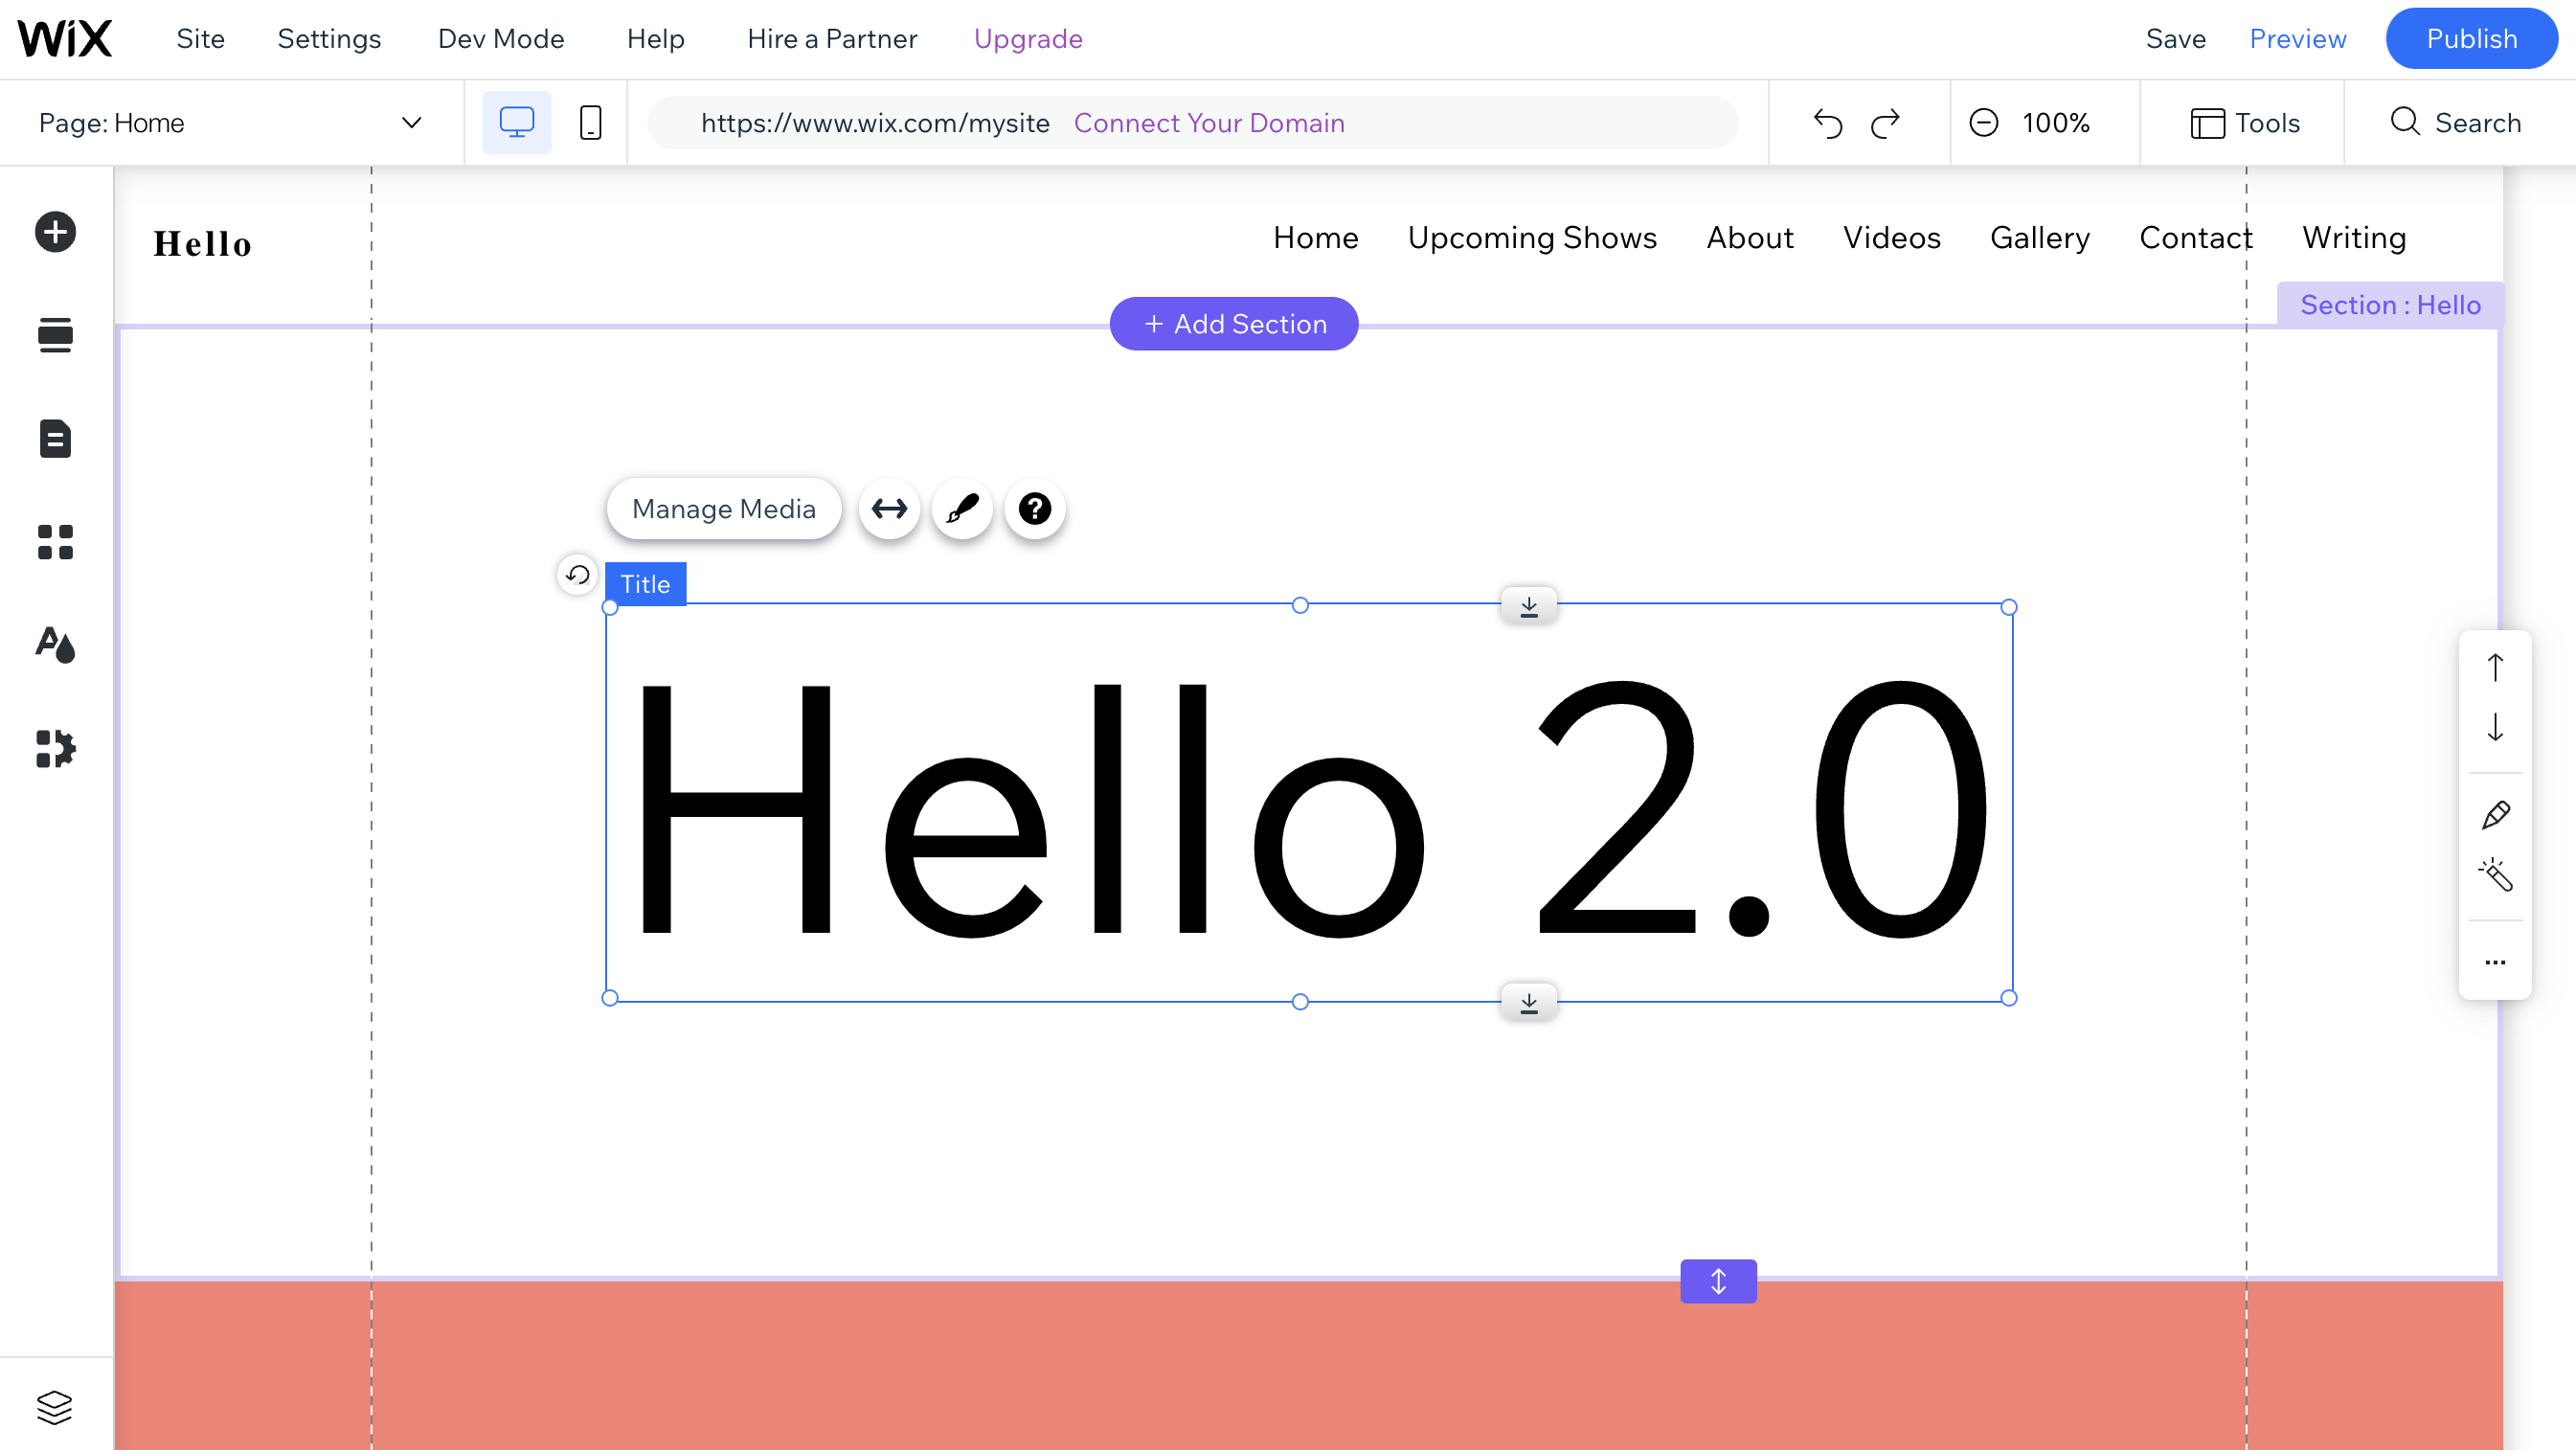 WiX Site Settings Dev Mode Help Hire a Partner Upgrade Save Preview Publish
Page: Home https://www.wix.com/mysite Connect Your Domain 100% Tools Search
Hello Home Upcoming Shows About Videos Gallery Contact Writing
Section : Hello
+ Add Section
Manage Media ?
Title
Hello 2.0